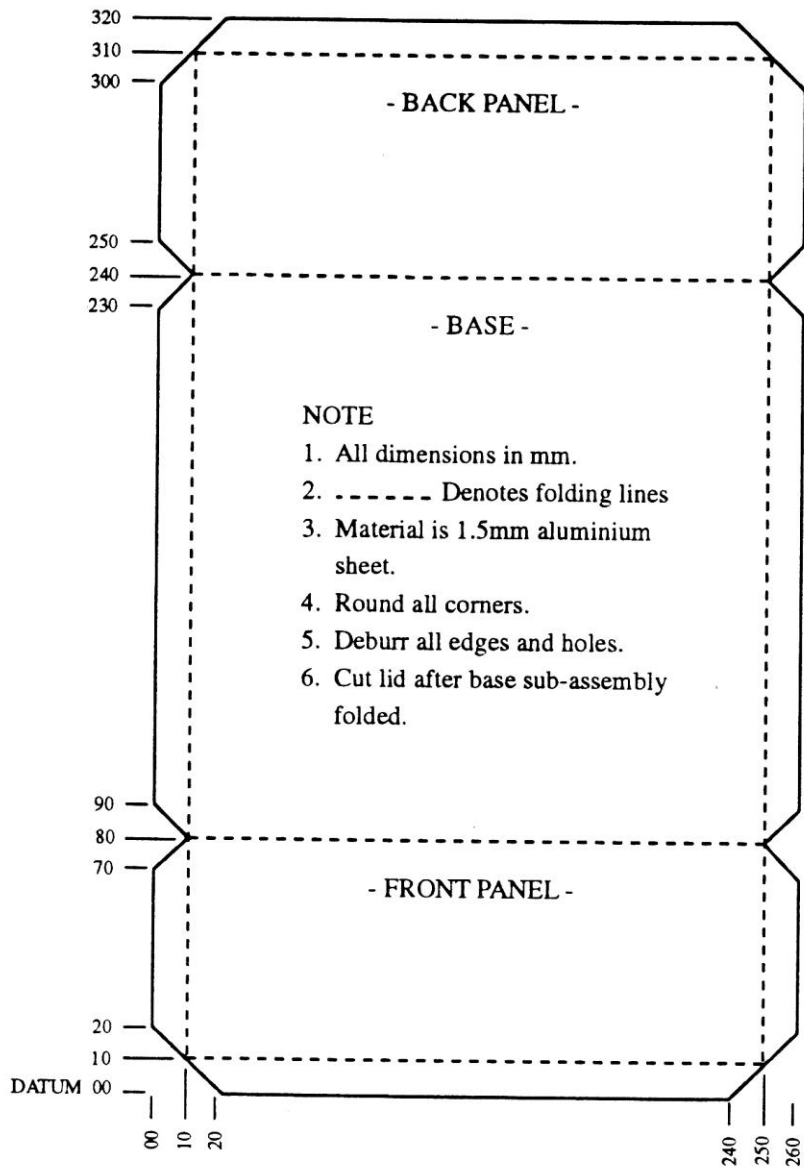 320
310
300
- BACK PANEL -
250
240
230
- BASE -
NOTE
1. All dimensions in mm.
2. ------ Denotes folding lines
3. Material is 1.5mm aluminium
sheet.
4. Round all corners.
5. Deburr all edges and holes.
6. Cut lid after base sub-assembly
folded.
90
80
70
- FRONT PANEL -
20
10
DATUM 00
00 10 20 240 250 260